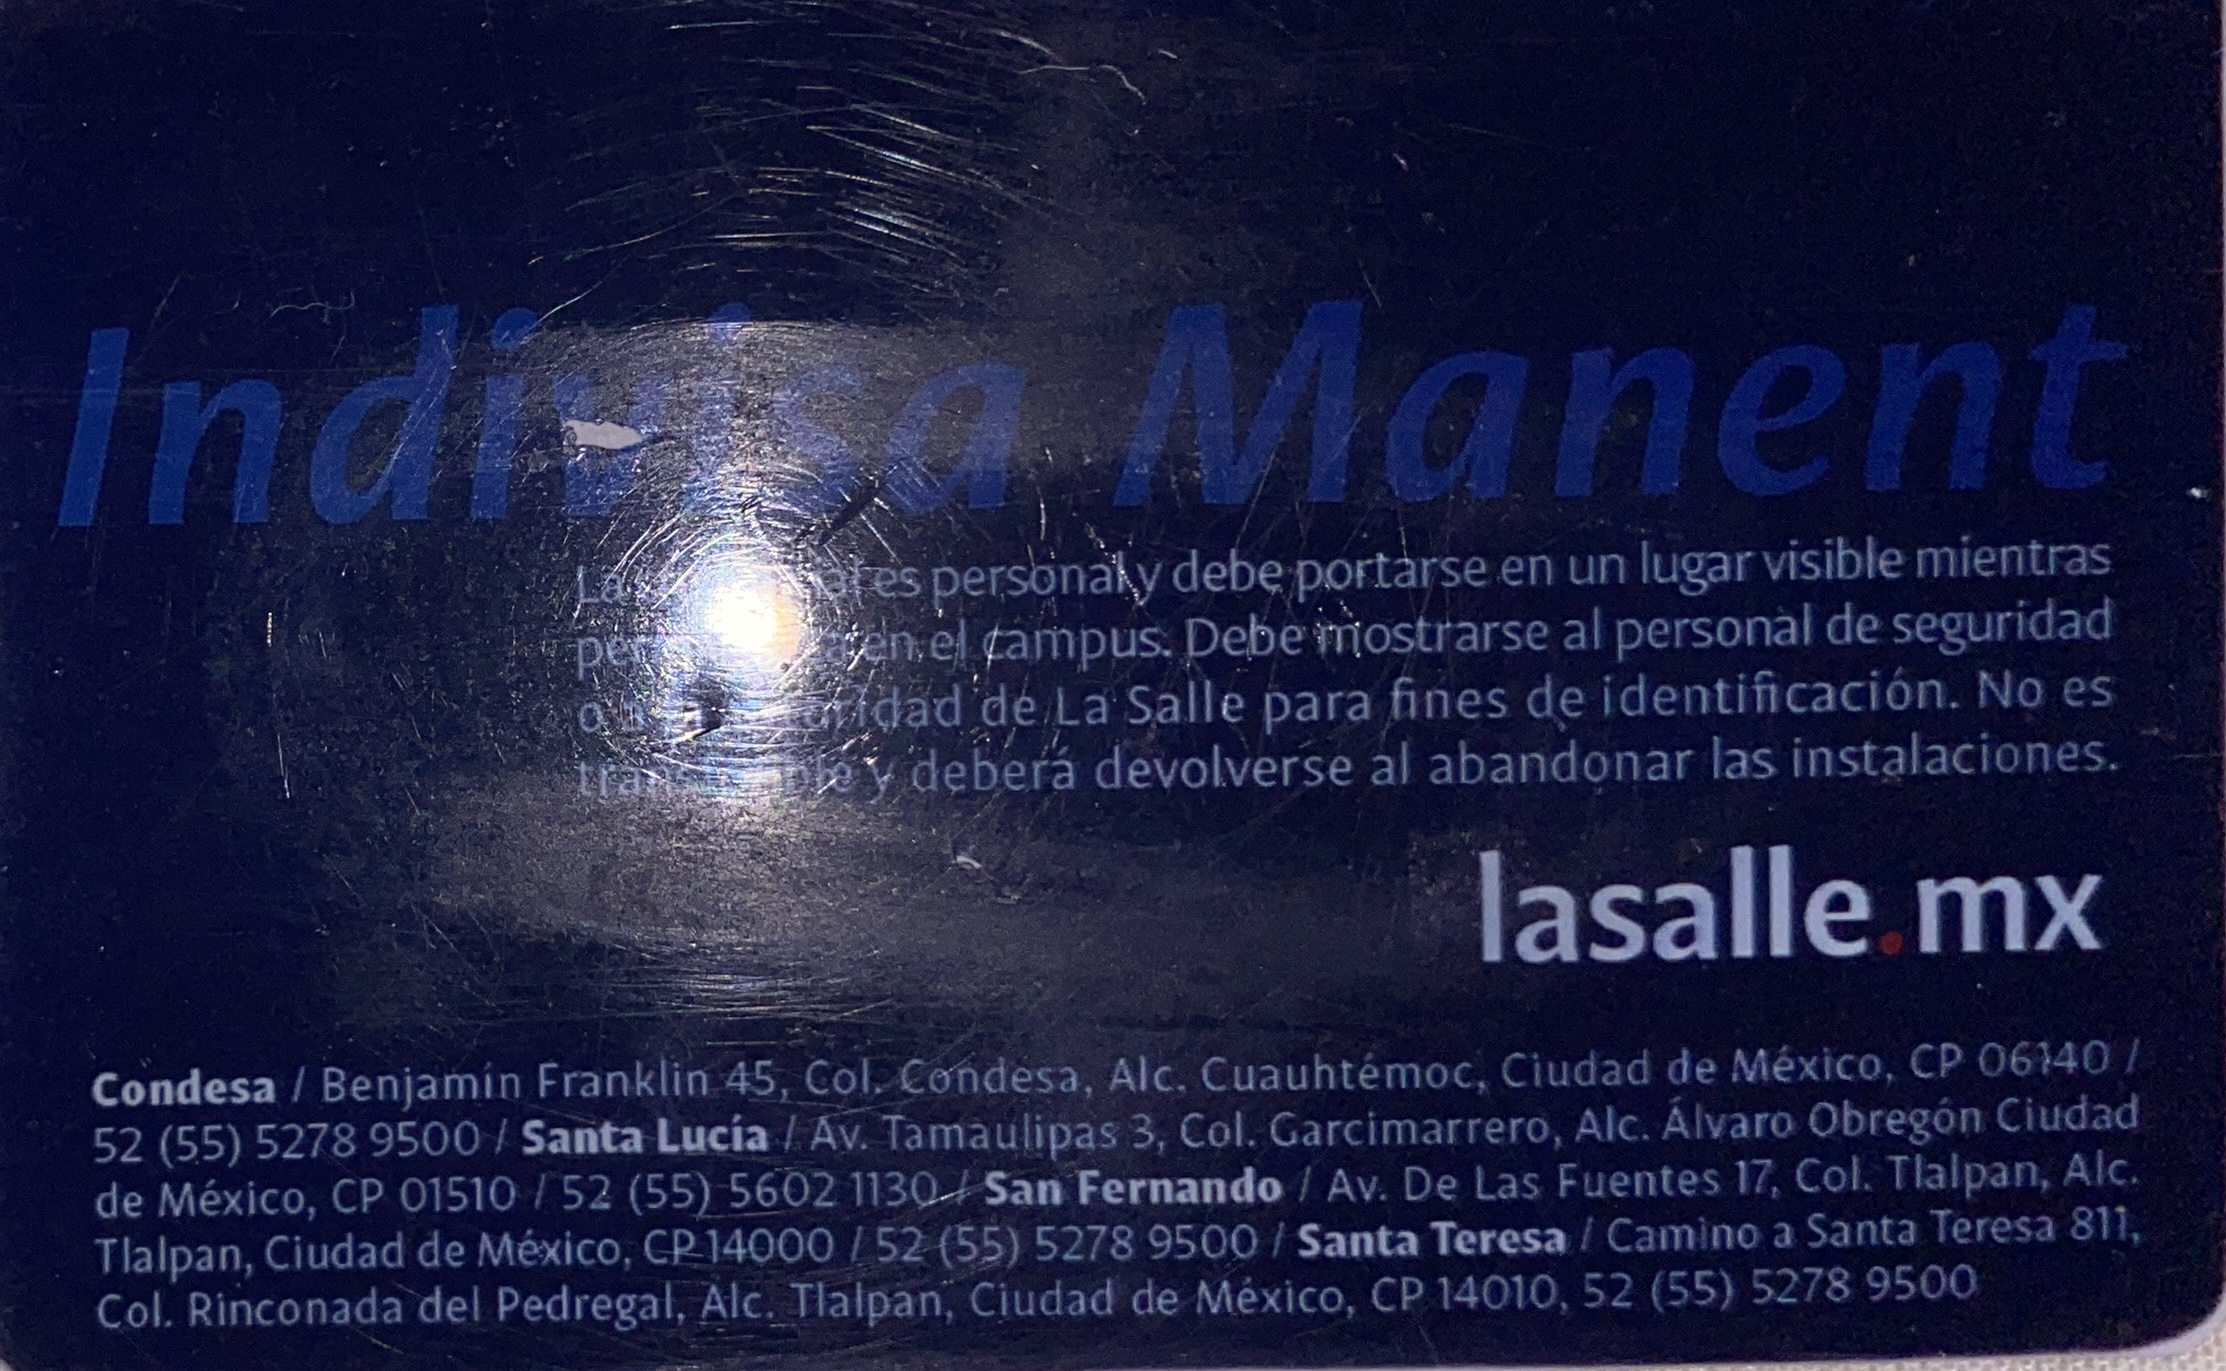 Indivisa Manent
La es personal y debe portarse en un lugar visible mientras
en el campus. Debe mostrarse al personal de seguridad
o de La Salle para fines de identificación. No es
y deberá devolverse al abandonar las instalaciones.
lasalle.mx
Condesa / Benjamín Franklin 45, Col. Condesa, Alc. Cuauhtémoc, Ciudad de México, CP 06140 /
52 (55) 5278 9500 / Santa Lucía / Av. Tamaulipas 3, Col. Garcimarrero, Alc. Álvaro Obregón Ciudad
de México, CP 01510 / 52 (55) 5602 1130 / San Fernando / Av. De Las Fuentes 17, Col. Tlalpan, Alc.
Tlalpan, Ciudad de México, CP 14000 / 52 (55) 5278 9500 / Santa Teresa / Camino a Santa Teresa 811,
Col. Rinconada del Pedregal, Alc. Tlalpan, Ciudad de México, CP 14010, 52 (55) 5278 9500